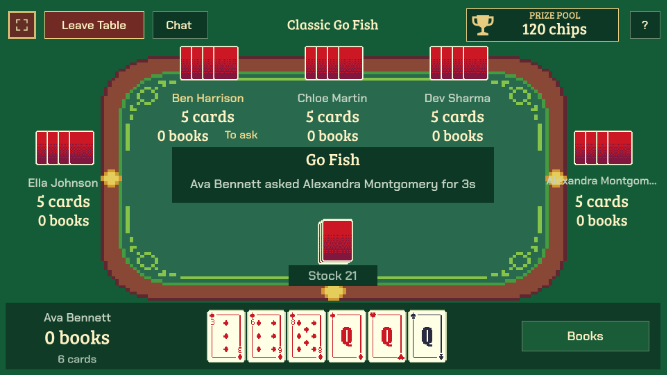 Leave Table
Chat
Classic Go Fish
PRIZE POOL
120 chips
?
Ben Harrison
5 cards
0 books
To ask
Chloe Martin
5 cards
0 books
Dev Sharma
5 cards
0 books
Ella Johnson
5 cards
0 books
Alexandra Montgom...
5 cards
0 books
Go Fish
Ava Bennett asked Alexandra Montgomery for 3s
Stock 21
Ava Bennett
0 books
6 cards
Q
Q
Q
Books